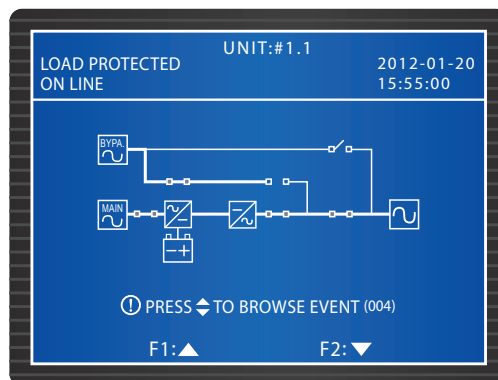 UNIT:#1.1
LOAD PROTECTED
2012-01-20
ON LINE
15:55:00
BYPA.
MAIN
PRESS TO BROWSE EVENT (004)
F1:
F2: